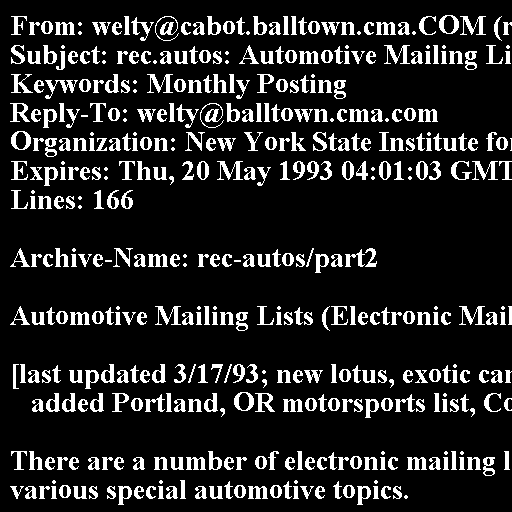 From: welty@cabot.balltown.cma.COM (r
Subject: rec.autos: Automotive Mailing Li
Keywords: Monthly Posting
Reply-To: welty@balltown.cma.com
Organization: New York State Institute fo
Expires: Thu, 20 May 1993 04:01:03 GMT
Lines: 166
Archive-Name: rec-autos/part2
Automotive Mailing Lists (Electronic Mail
[last updated 3/17/93; new lotus, exotic car
added Portland, OR motorsports list, Co
There are a number of electronic mailing l
various special automotive topics.